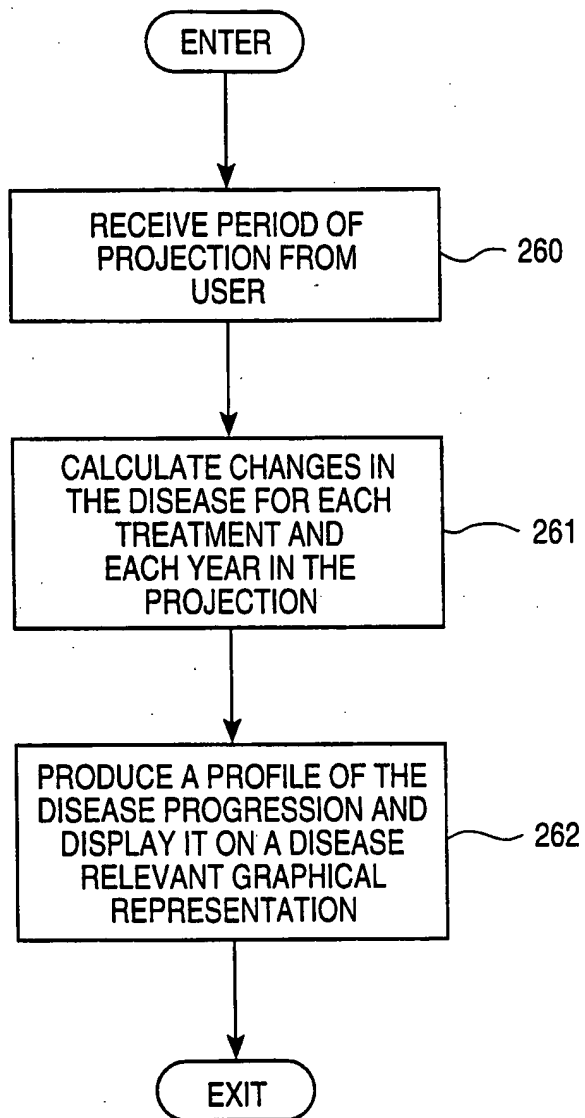 ENTER
RECEIVE PERIOD OF
PROJECTION FROM
USER
260
CALCULATE CHANGES IN
THE DISEASE FOR EACH
TREATMENT AND
EACH YEAR IN THE
PROJECTION
261
PRODUCE A PROFILE OF THE
DISEASE PROGRESSION AND
DISPLAY IT ON A DISEASE
RELEVANT GRAPHICAL
REPRESENTATION
262
EXIT